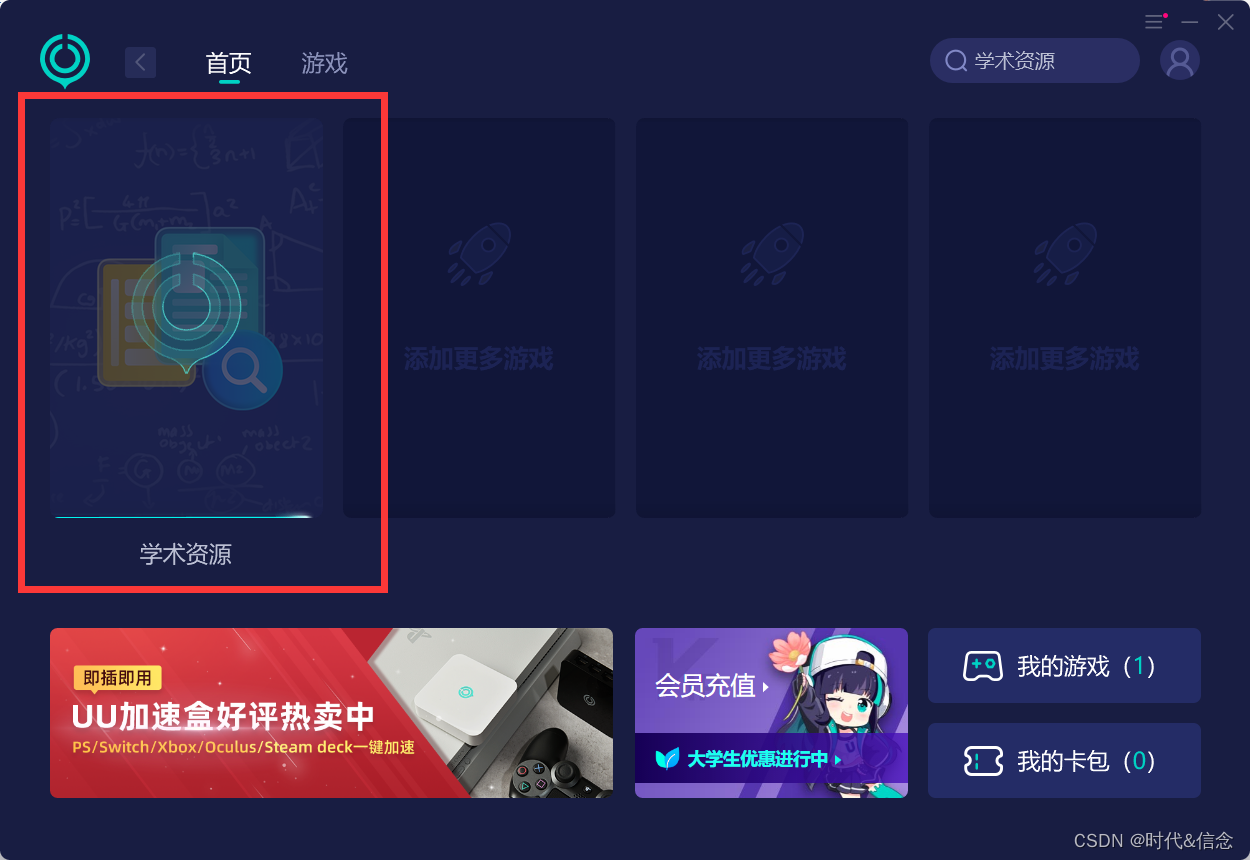 首页
游戏
学术资源
f(n)=
添加更多游戏
添加更多游戏
添加更多游戏
学术资源
即插即用
UU加速盒好评热卖中
PS/Switch/Xbox/Oculus/Steam deck一键加速
会员充值
大学生优惠进行中
我的游戏（1）
我的卡包（0）
CSDN @时代&信念